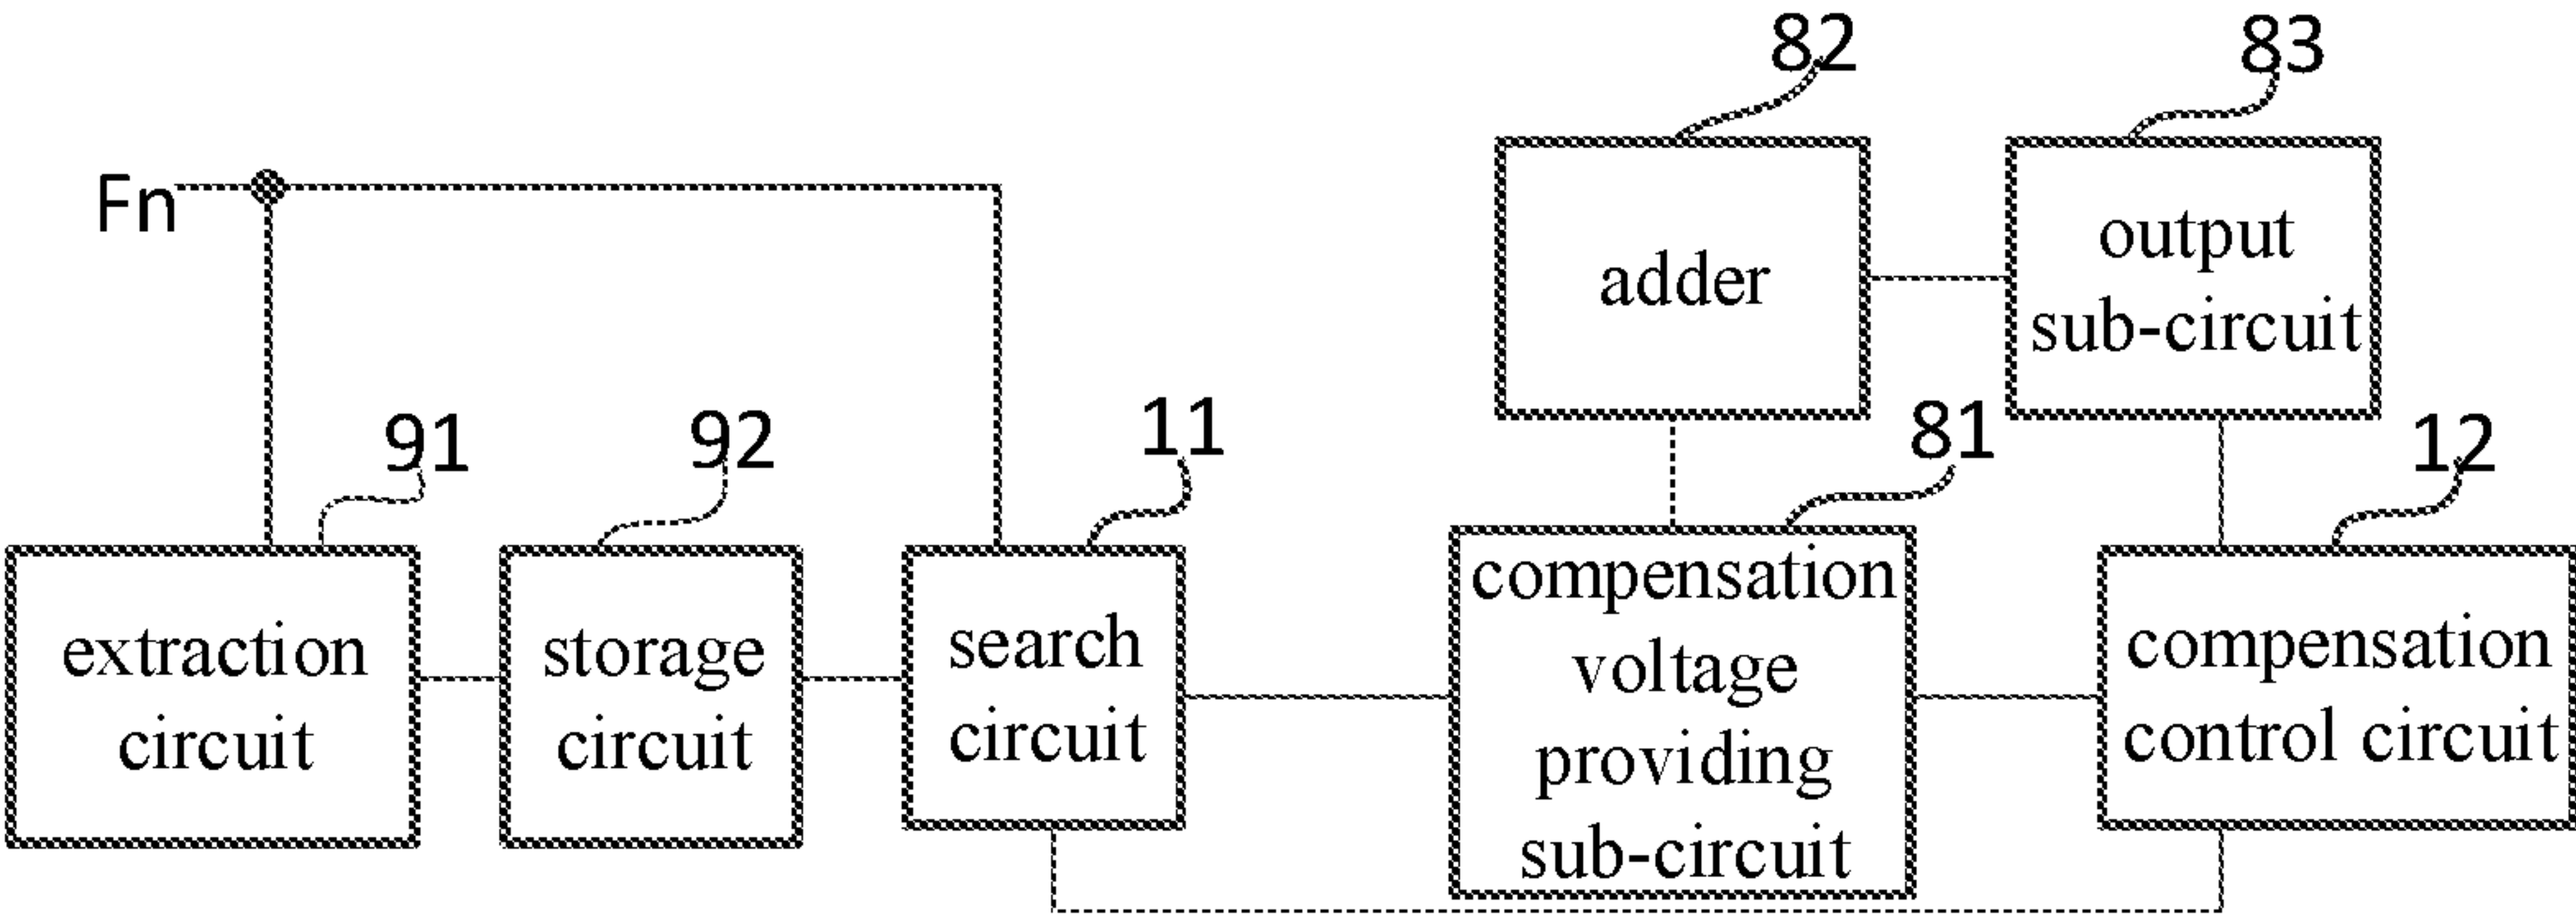 82
83
Fn
adder
output
sub-circuit
91
92
11
81
12
extraction
circuit
storage
circuit
search
circuit
compensation
voltage
providing
sub-circuit
compensation
control circuit